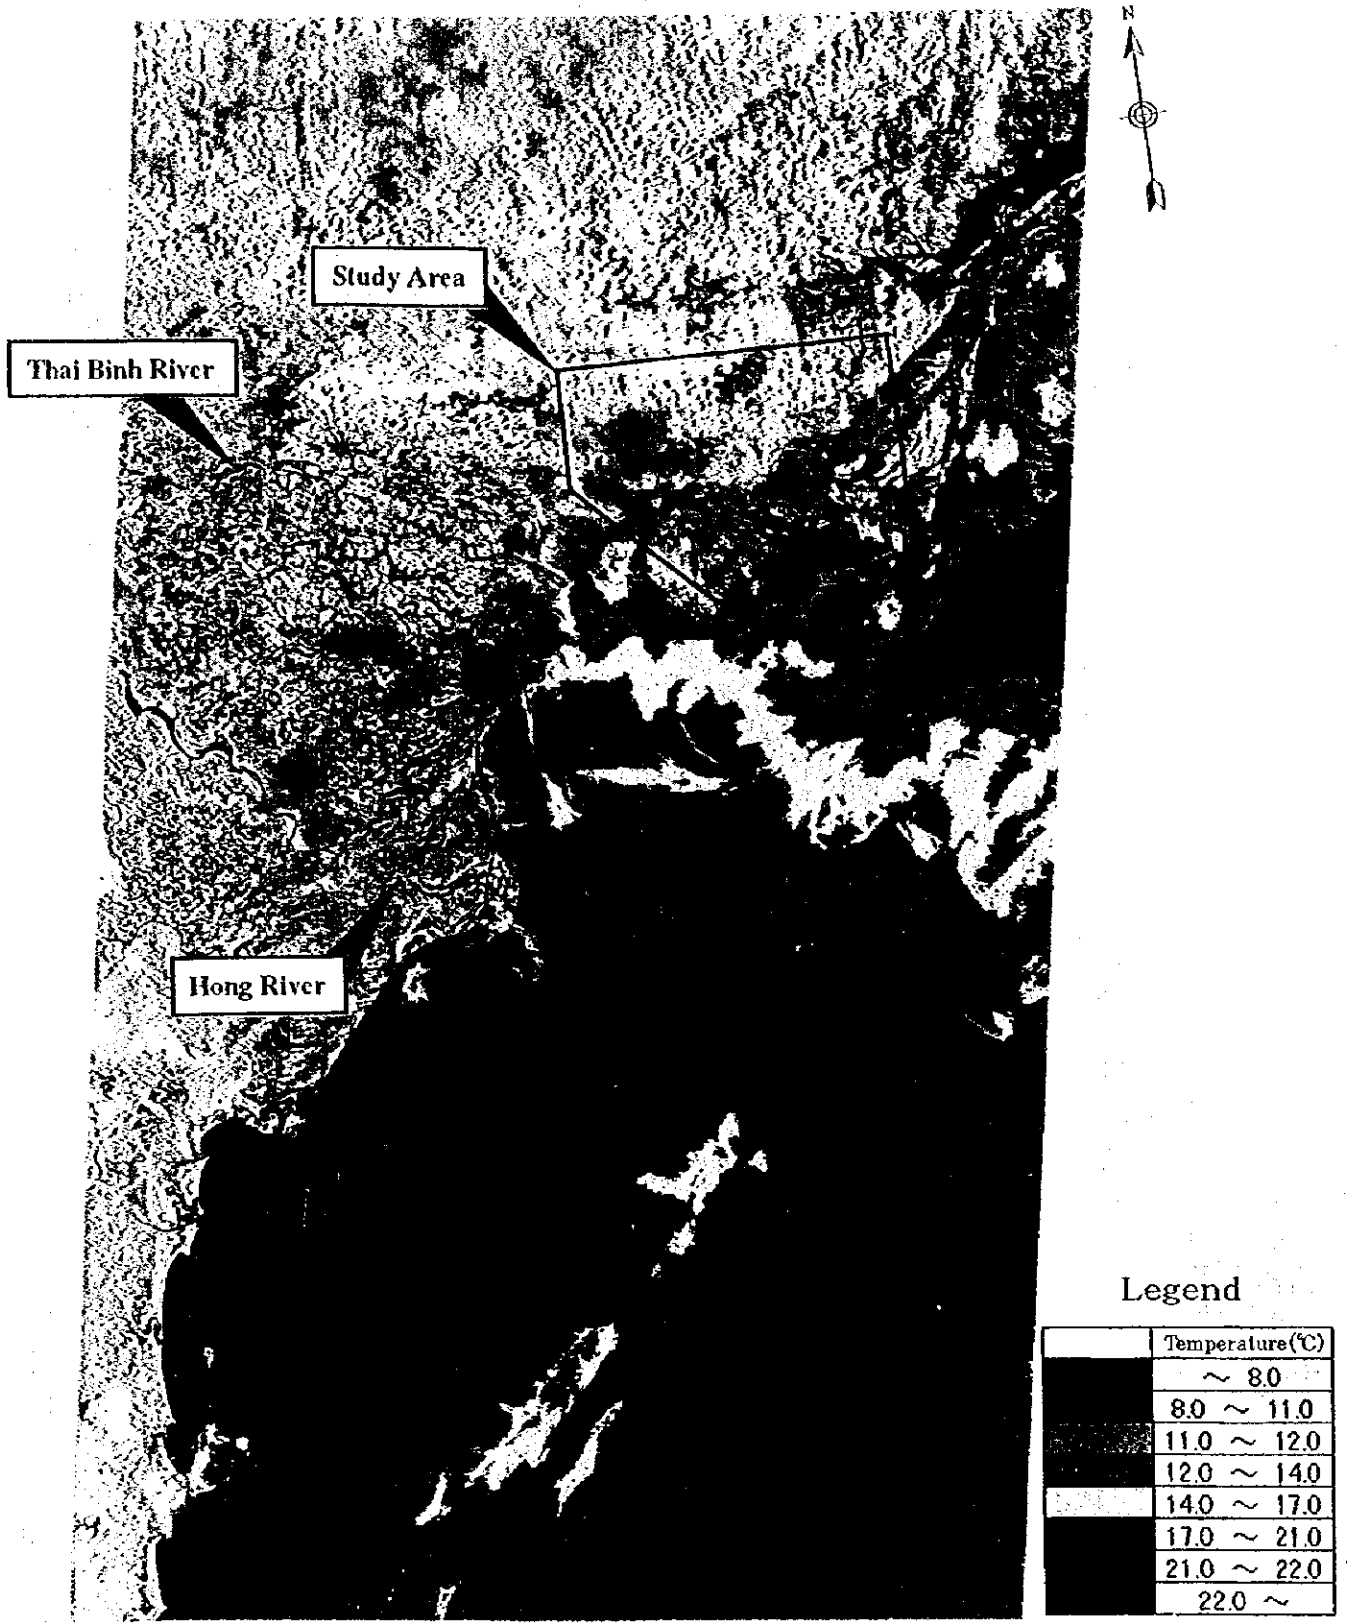 N
Study Area
Thai Binh River
Hong River
Legend
Temperature(℃)
~ 8.0
8.0 ~ 11.0
11.0 ~ 12.0
12.0 ~ 14.0
14.0 ~ 17.0
17.0 ~ 21.0
21.0 ~ 22.0
22.0 ~